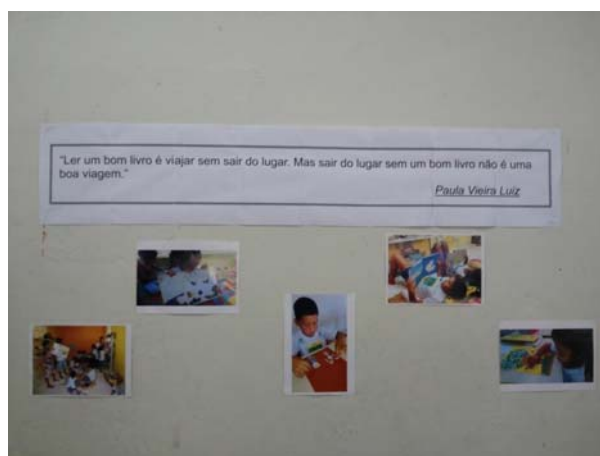 "Ler um bom livro é viajar sem sair do lugar. Mas sair do lugar sem um bom livro não é uma
boa viagem."
Paula Vieira Luiz